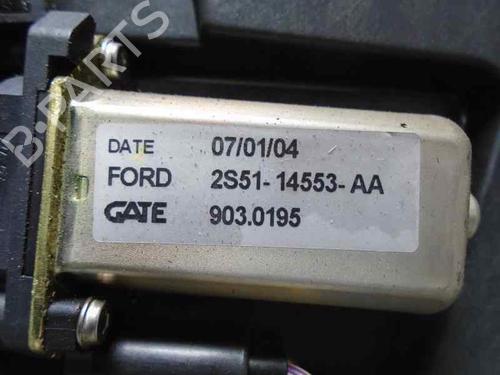 B-PARTS
DATE 07/01/04
FORD 2S51-14553-AA
GATE 903.0195